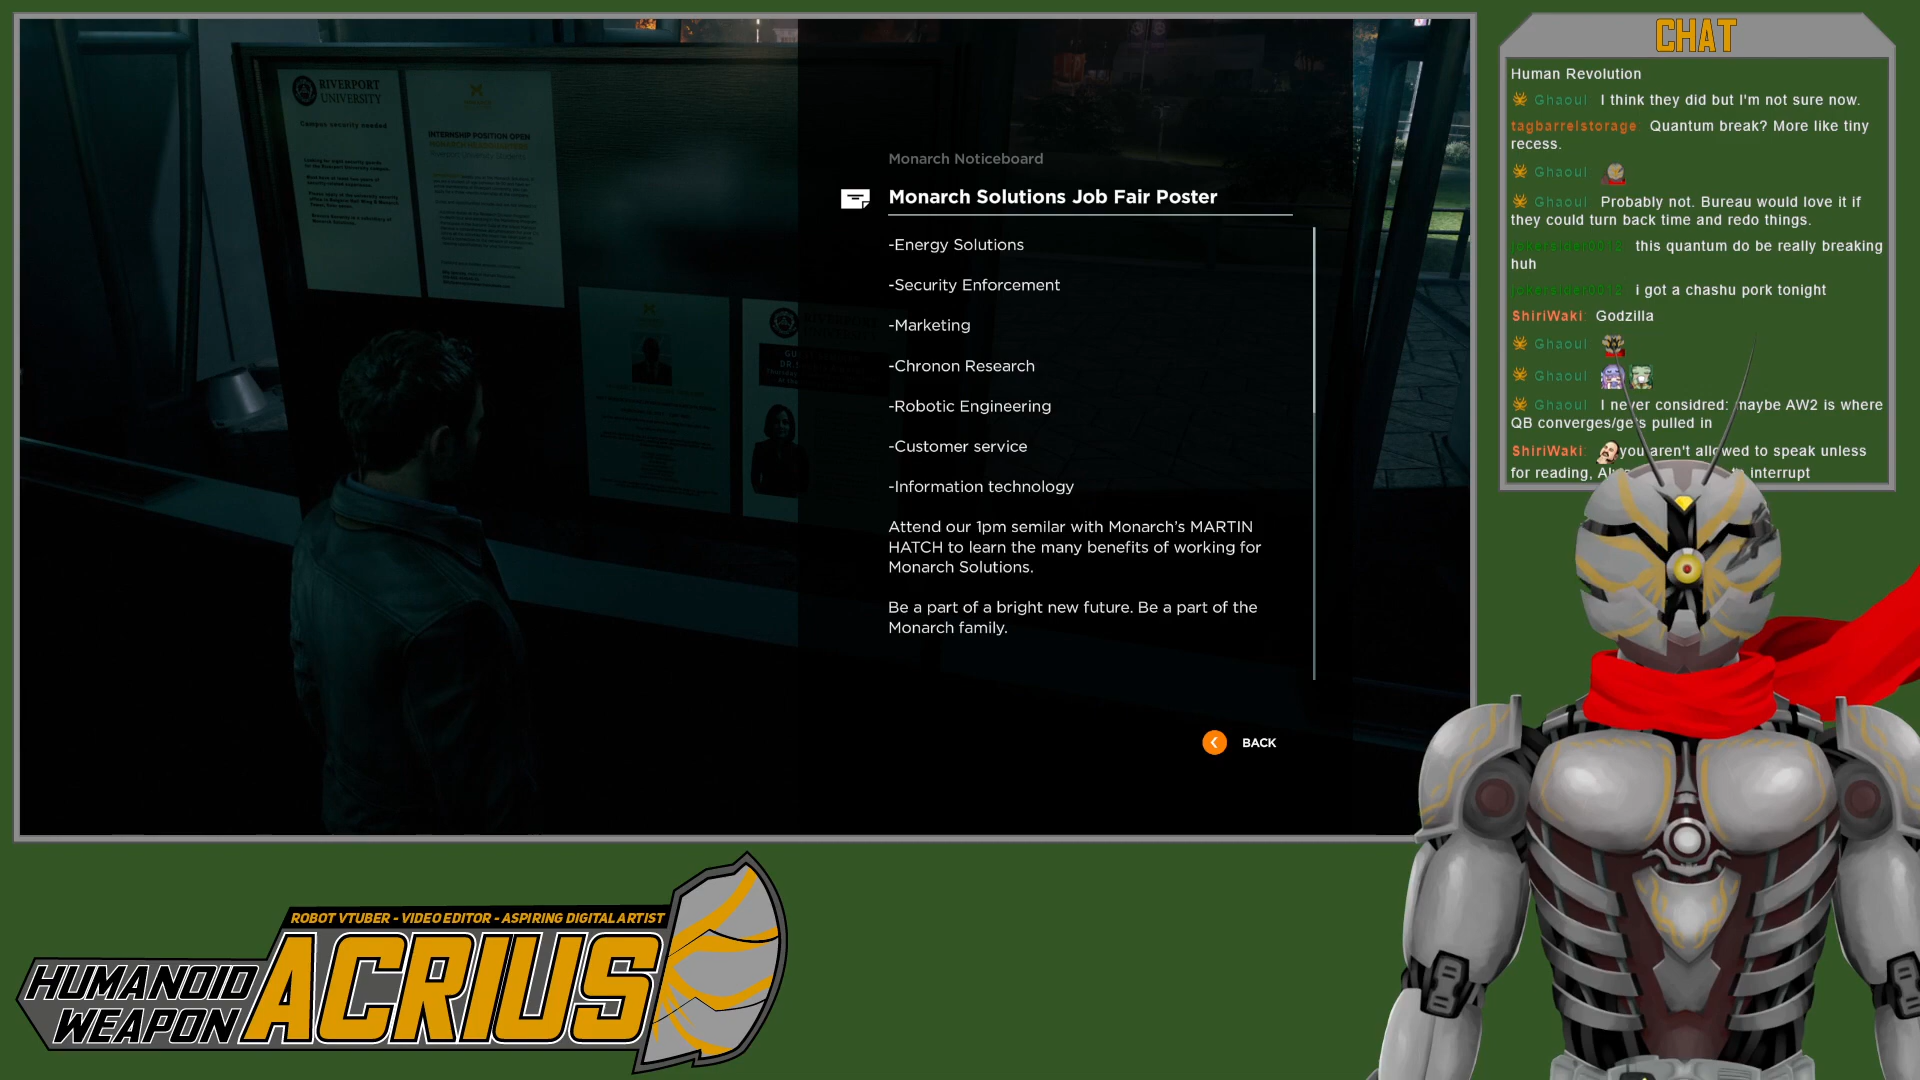 RIVERPORT
UNIVERSITY
Campus security needed
INTERNSHIP POSITION OPEN
Monarch Noticeboard
Monarch Solutions Job Fair Poster
-Energy Solutions
-Security Enforcement
-Marketing
-Chronon Research
-Robotic Engineering
-Customer service
-Information technology
Attend our 1pm semilar with Monarch's MARTIN
HATCH to learn the many benefits of working for
Monarch Solutions.
Be a part of a bright new future. Be a part of the
Monarch family.
BACK
CHAT
Human Revolution
Ghaoul I think they did but I'm not sure now.
tagbarrelstorage: Quantum break? More like tiny
recess.
Ghaoul
Ghaoul Probably not. Bureau would love it if
they could turn back time and redo things.
this quantum do be really breaking
huh
i got a chashu pork tonight
ShiriWaki: Godzilla
Ghaoul
Ghaoul
Ghaoul I never considred: maybe AW2 is where
QB converges/gets pulled in
ShiriWaki: you aren't allowed to speak unless
for reading, interrupt
ROBOT VTUBER - VIDEO EDITOR - ASPIRING DIGITAL ARTIST
HUMANOID
WEAPON
ACRIUS